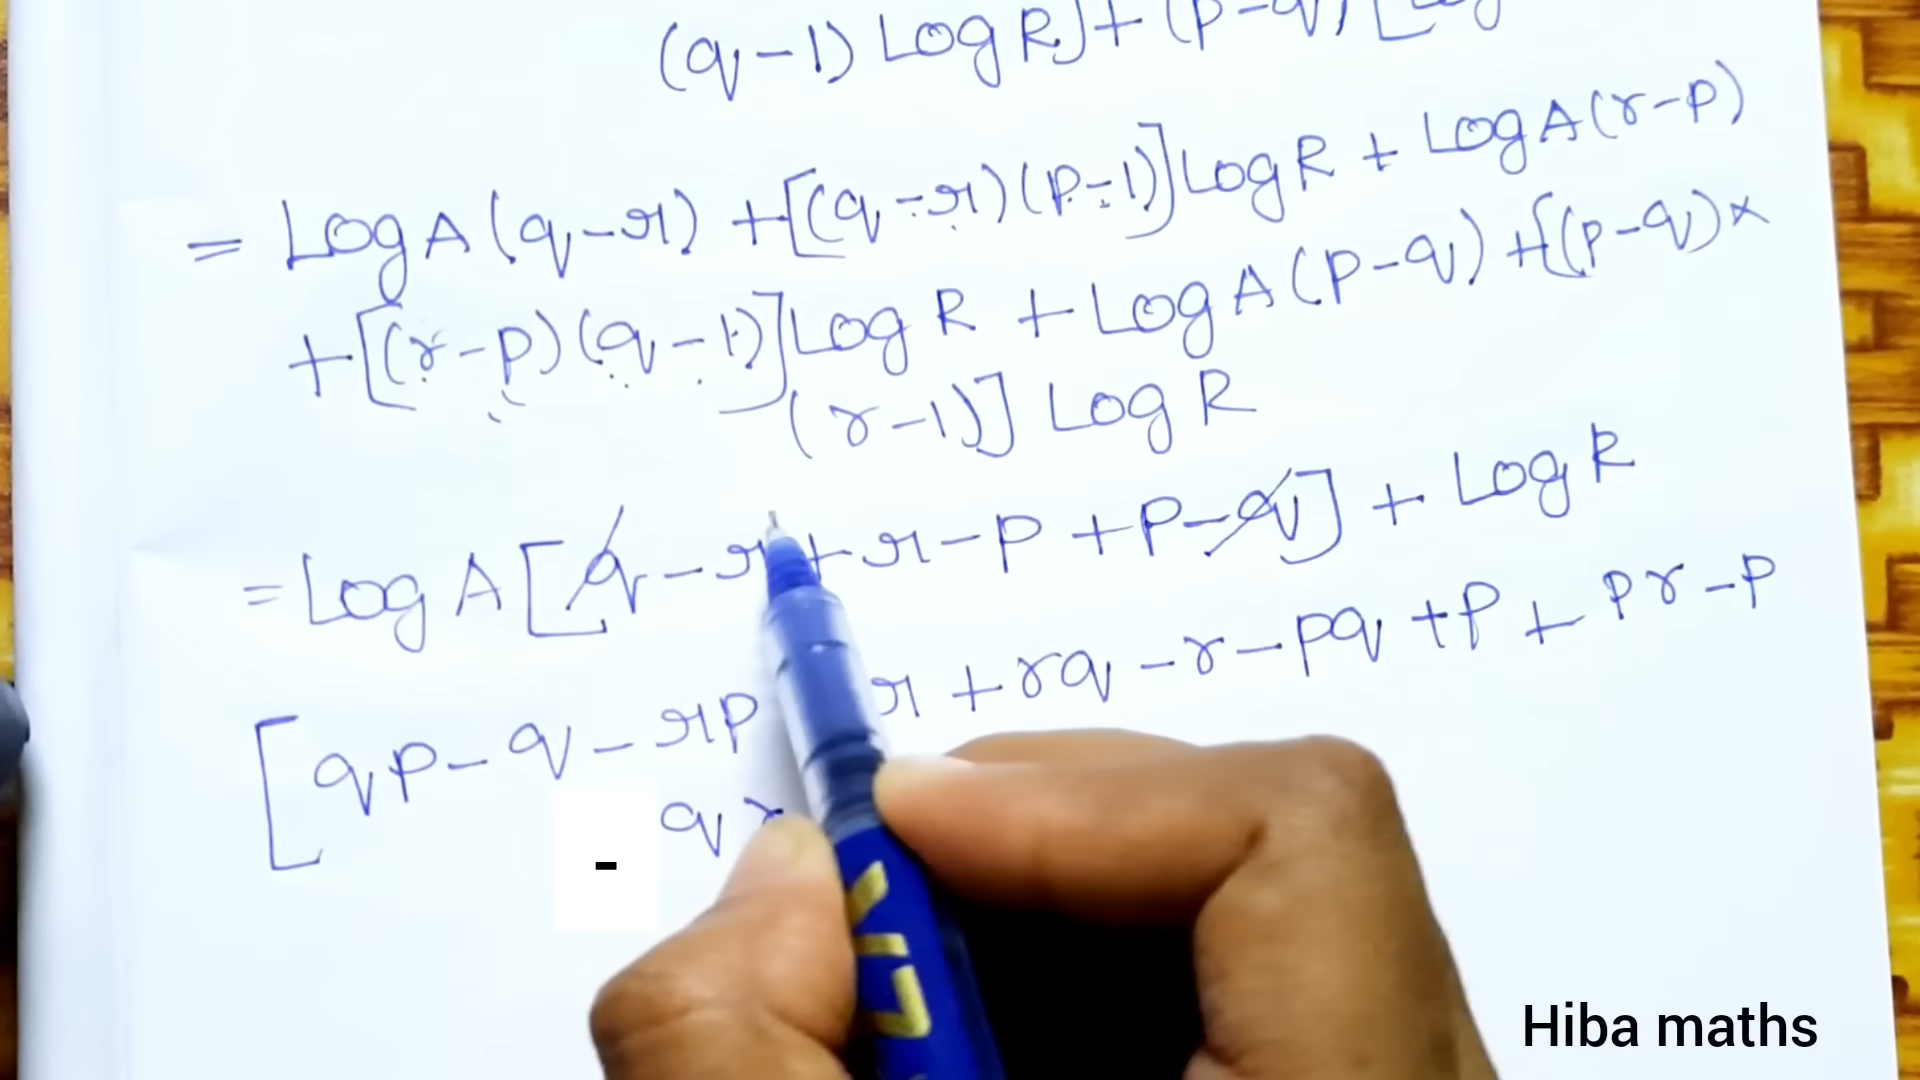 (q-1) Log R] + (p-q) [Log
= Log A (q-r) + [(q-r)(p-1)] Log R + Log A (r-p)
+ [(r-p)(q-1)] Log R + Log A (p-q) + [(p-q) ×
(r-1)] Log R
= Log A [q-r+r-p+p-q] + Log R
[qp-q-rp r+rq-r-pq+p+pr-p
- qr
Hiba maths